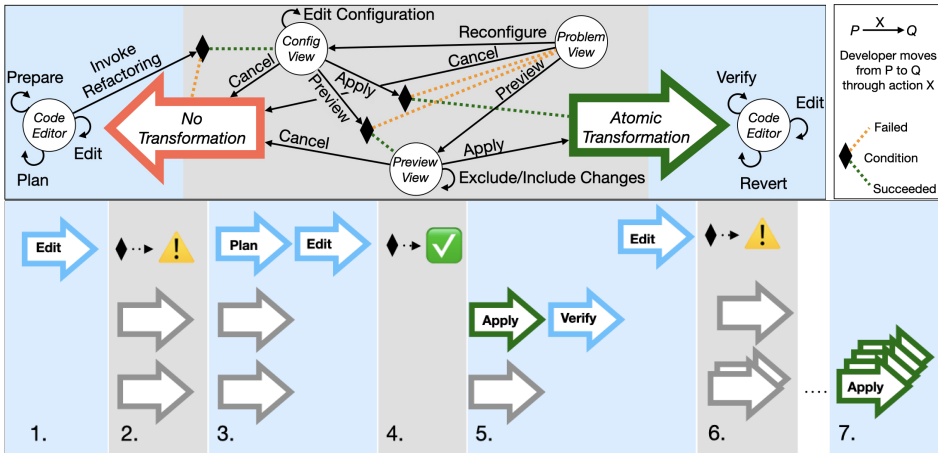 Edit Configuration
Prepare
Invoke
Refactoring
Config
View
Reconfigure
Problem
View
Cancel
Cancel
Apply
Preview
Preview
Code
Editor
Edit
Plan
No
Transformation
Cancel
Preview
View
Apply
Exclude/Include Changes
Atomic
Transformation
Verify
Code
Editor
Edit
Revert
P X Q
Developer moves
from P to Q
through action X
Failed
Condition
Succeeded
Edit
Plan
Edit
Edit
Apply
Verify
Apply
1.
2.
3.
4.
5.
6.
....
7.